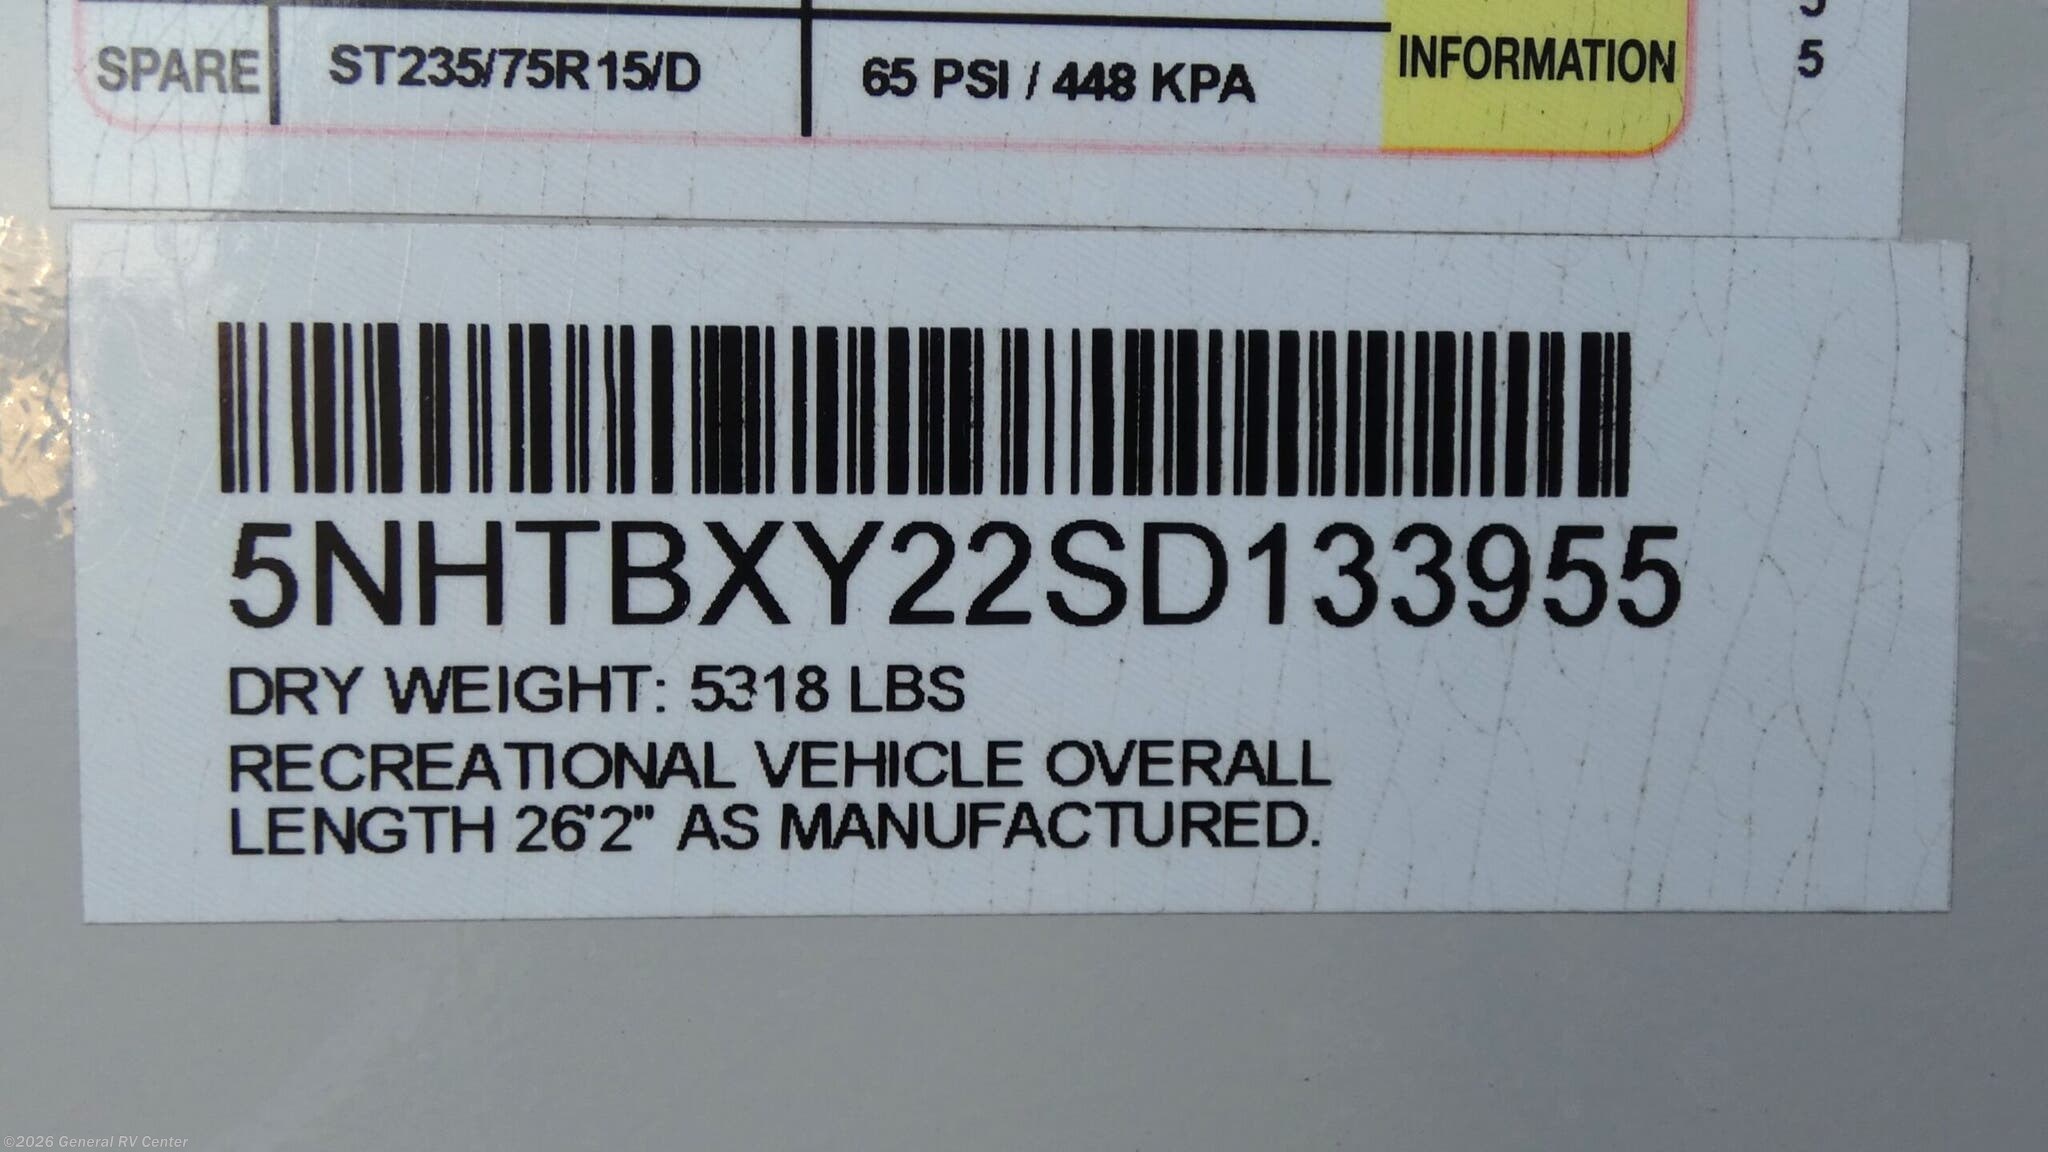 SPARE ST235/75R15/D 65 PSI / 448 KPA INFORMATION 5
5NHTBXY22SD133955
DRY WEIGHT: 5318 LBS
RECREATIONAL VEHICLE OVERALL
LENGTH 26'2" AS MANUFACTURED.
©2026 General RV Center